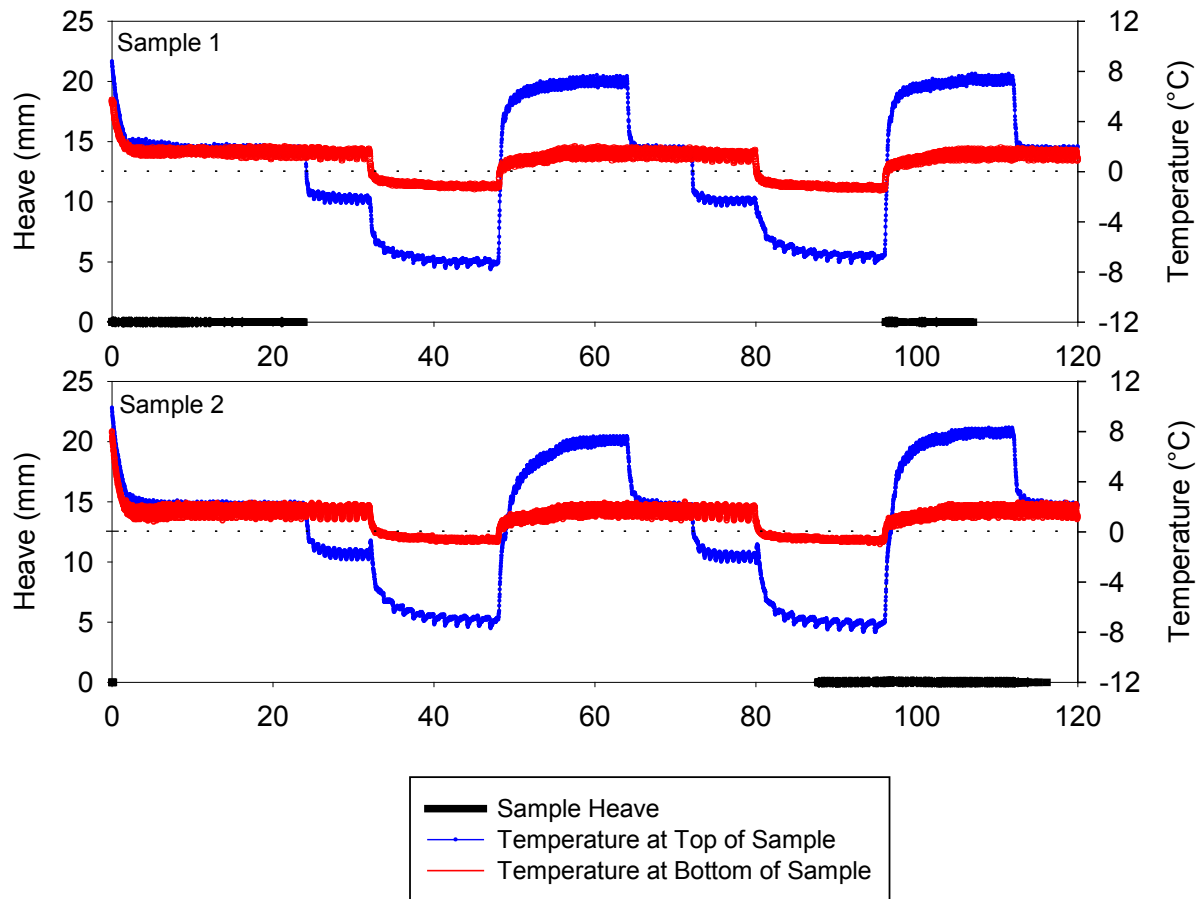 Sample 1
Heave (mm)
25
20
15
10
5
0
12
8
4
0
-4
-8
-12
Temperature (°C)
0 20 40 60 80 100 120
Sample 2
Heave (mm)
25
20
15
10
5
0
12
8
4
0
-4
-8
-12
Temperature (°C)
0 20 40 60 80 100 120
Sample Heave
Temperature at Top of Sample
Temperature at Bottom of Sample